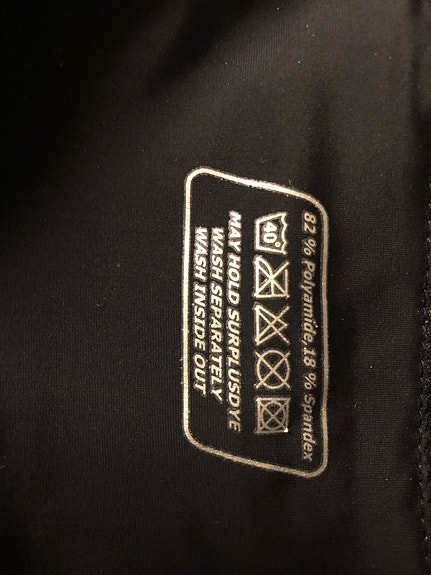 82 % Polyamide,18 % Spandex
40°
MAY HOLD SURPLUSDYE
WASH SEPARATELY
WASH INSIDE OUT